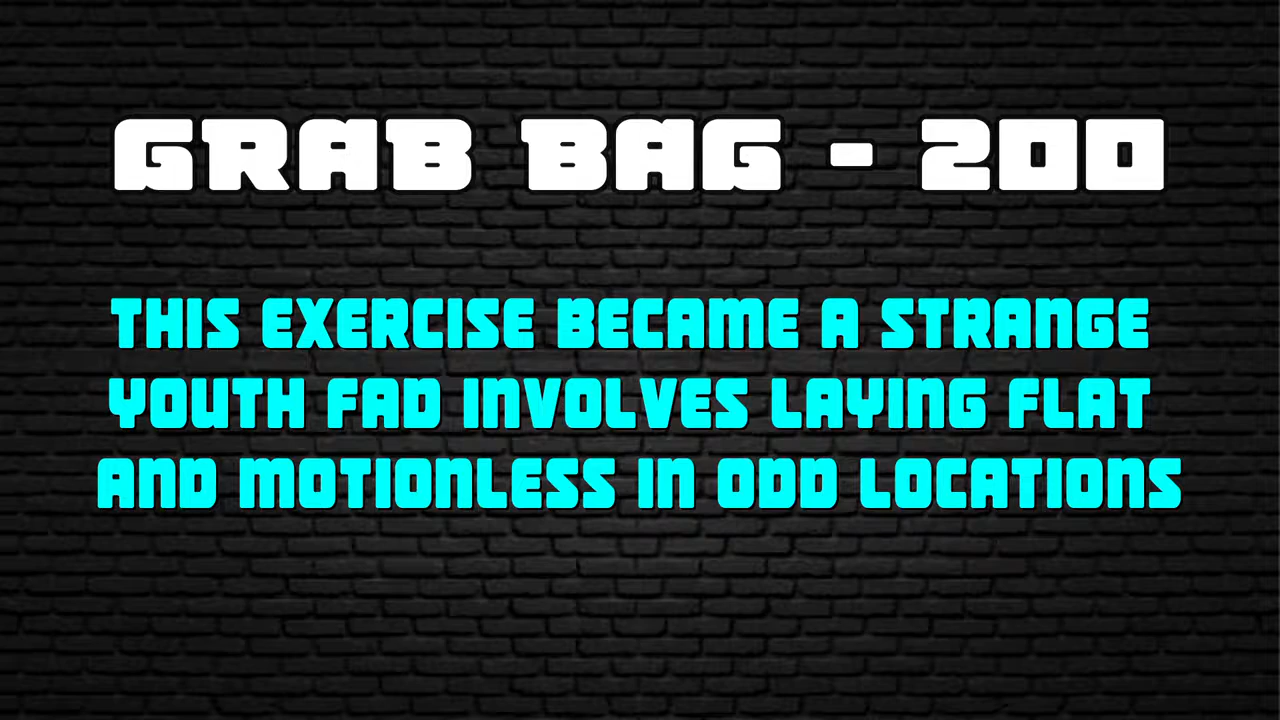 GRAB BAG - 200
THIS EXERCISE BECAME A STRANGE
YOUTH FAD INVOLVES LAYING FLAT
AND MOTIONLESS IN ODD LOCATIONS